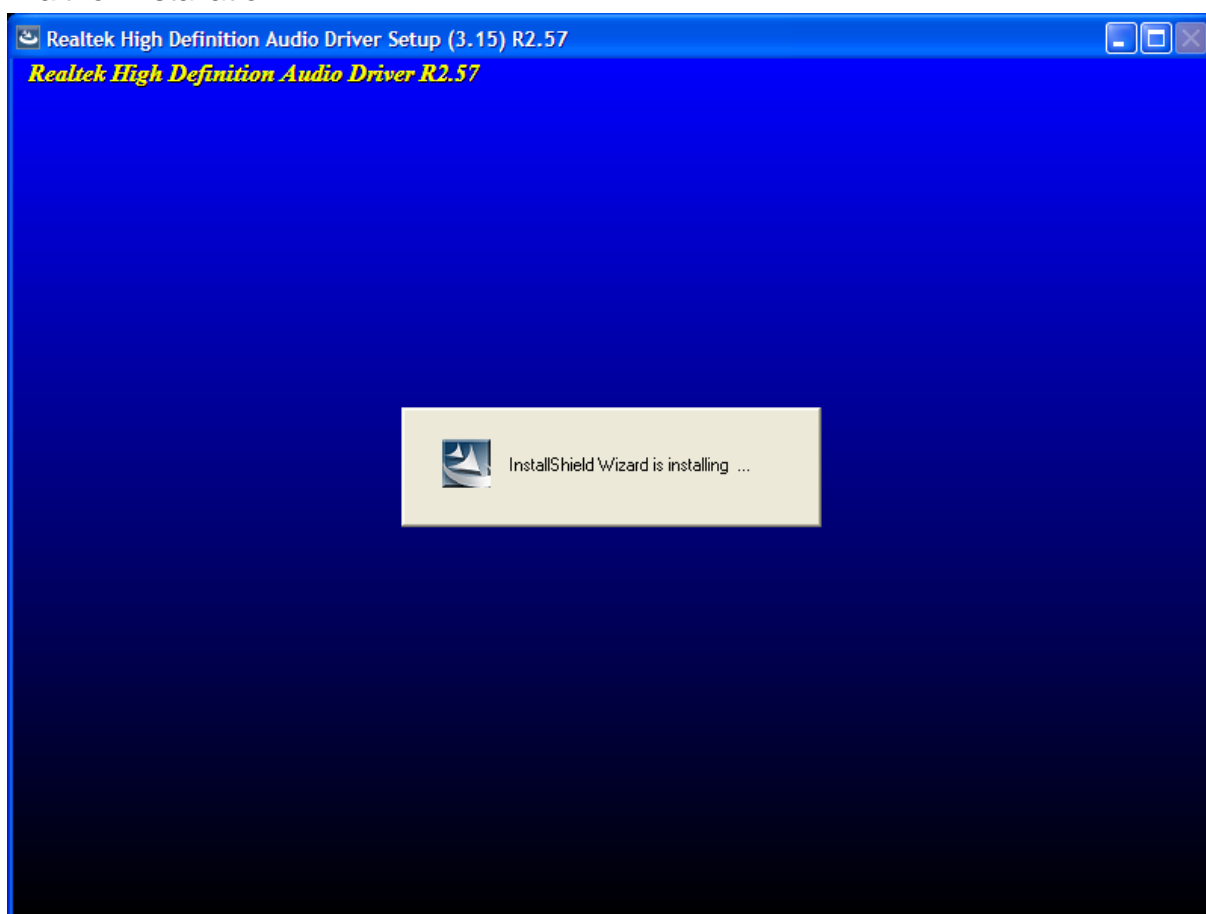 Realtek High Definition Audio Driver Setup (3.15) R2.57
Realtek High Definition Audio Driver R2.57
InstallShield Wizard is installing ...